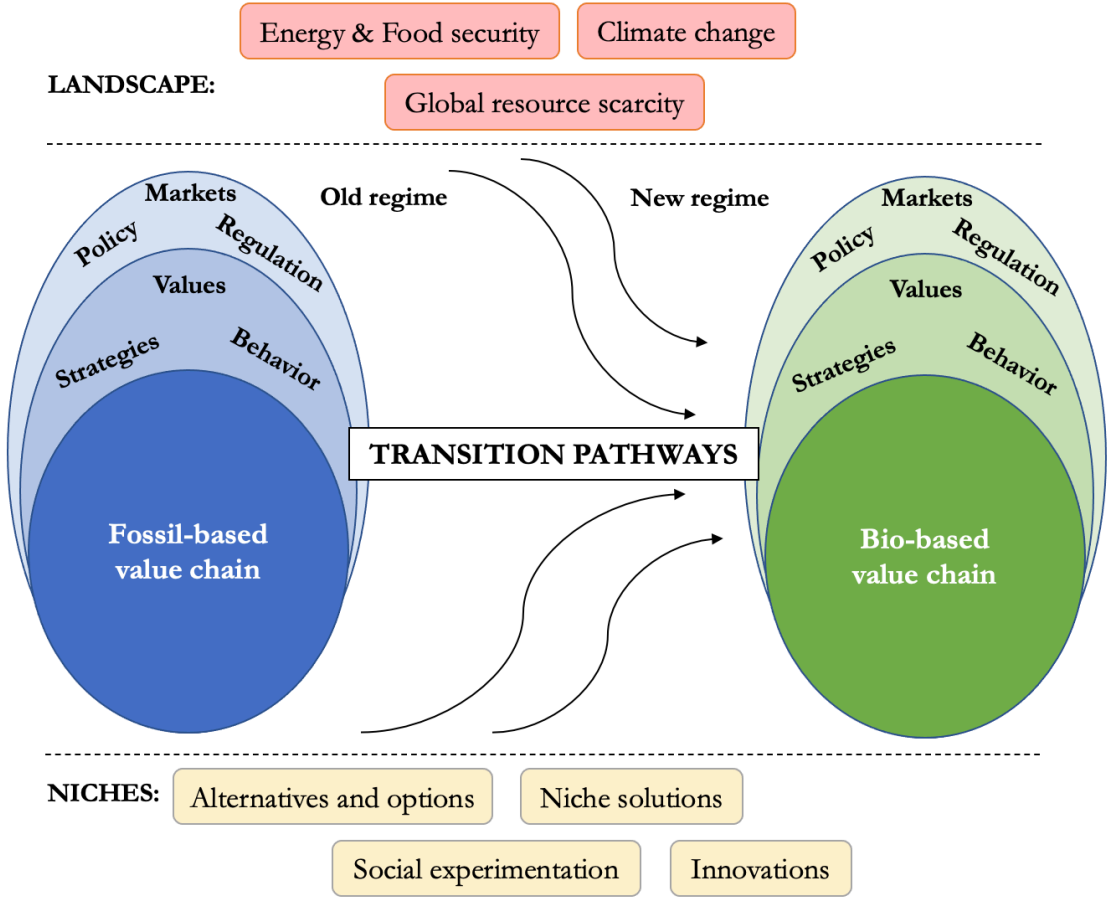 Energy & Food security
Climate change
LANDSCAPE:
Global resource scarcity
Old regime
New regime
Markets
Policy
Regulation
Values
Strategies
Behavior
Fossil-based
value chain
TRANSITION PATHWAYS
Markets
Policy
Regulation
Values
Strategies
Behavior
Bio-based
value chain
NICHES:
Alternatives and options
Niche solutions
Social experimentation
Innovations